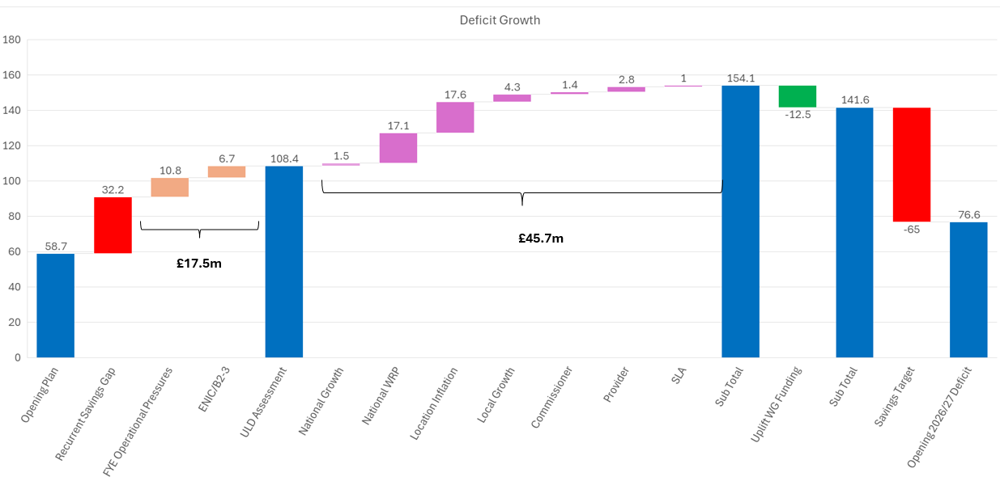 Deficit Growth
180
160
140
120
100
80
60
40
20
0
58.7
32.2
10.8
6.7
108.4
1.5
17.1
17.6
4.3
1.4
2.8
1
154.1
-12.5
141.6
-65
76.6
£17.5m
£45.7m
Opening Plan
Recurrent Savings Gap
FYE Operational Pressures
ENIC/B2-3
ULD Assessment
National Growth
National WRP
Location Inflation
Local Growth
Commissioner
Provider
SLA
Sub Total
Uplift WG Funding
Sub Total
Savings Target
Opening 2026/27 Deficit